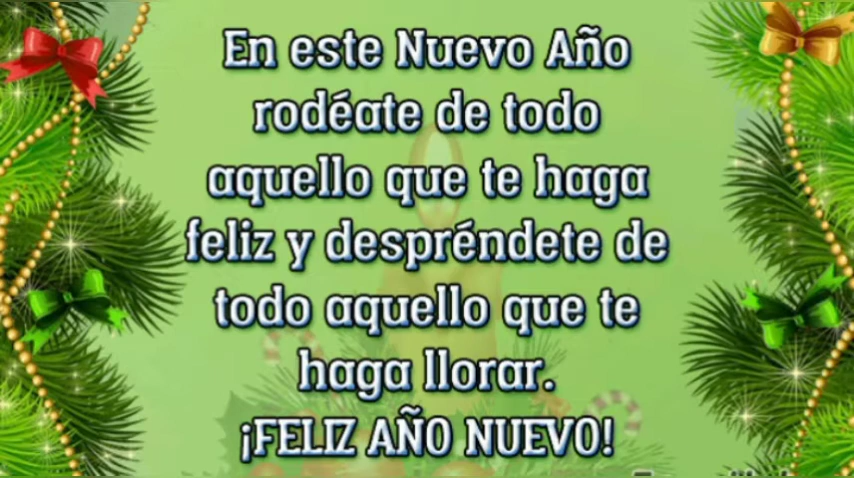 En este Nuevo Año
rodéate de todo
aquello que te haga
feliz y despréndete de
todo aquello que te
haga llorar.
¡FELIZ AÑO NUEVO!